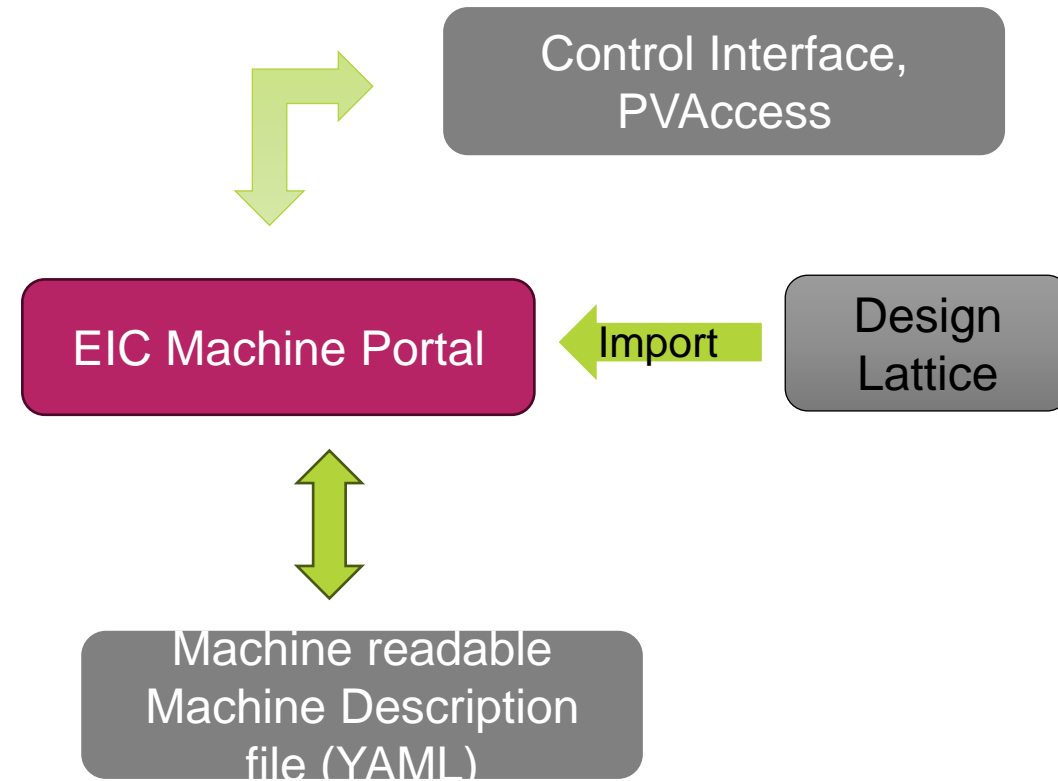 Control Interface,
PVAccess
EIC Machine Portal
Import
Design
Lattice
Machine readable
Machine Description
file (YAML)